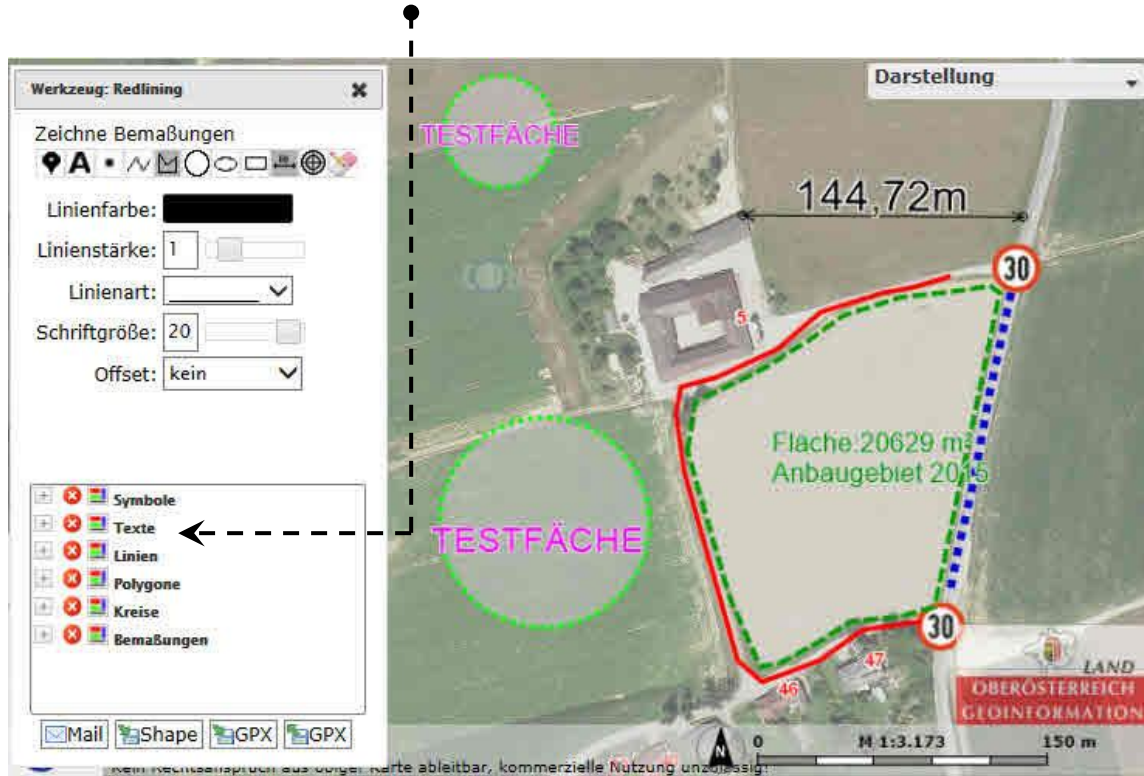 Werkzeug: Redlining
Zeichne Bemaßungen
A
Linienfarbe:
Linienstärke: 1
Linienart:
Schriftgröße: 20
Offset: kein
Symbole
Texte
Linien
Polygone
Kreise
Bemaßungen
Mail Shape GPX GPX
Darstellung
TESTFÄCHE
144,72m
30
5
Fläche:20629 m²
Anbaugebiet 2015
TESTFÄCHE
30
47
46
LAND
OBERÖSTERREICH
GEOINFORMATION
N
0 M 1:3.173 150 m
Kein Rechtsanspruch aus obiger Karte ableitbar, kommerzielle Nutzung unzulässig!